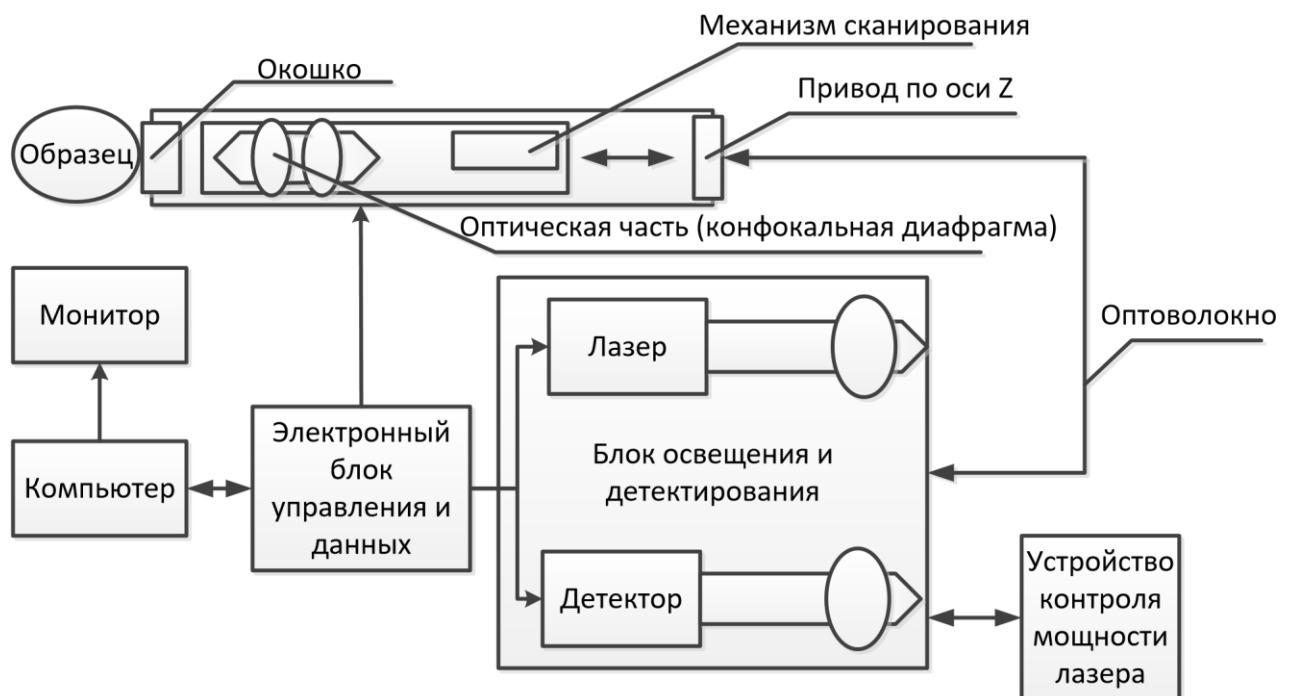 Механизм сканирования
Окошко
Привод по оси Z
Образец
Оптическая часть (конфокальная диафрагма)
Монитор
Оптоволокно
Лазер
Электронный
блок
управления и
данных
Компьютер
Блок освещения и
детектирования
Детектор
Устройство
контроля
мощности
лазера